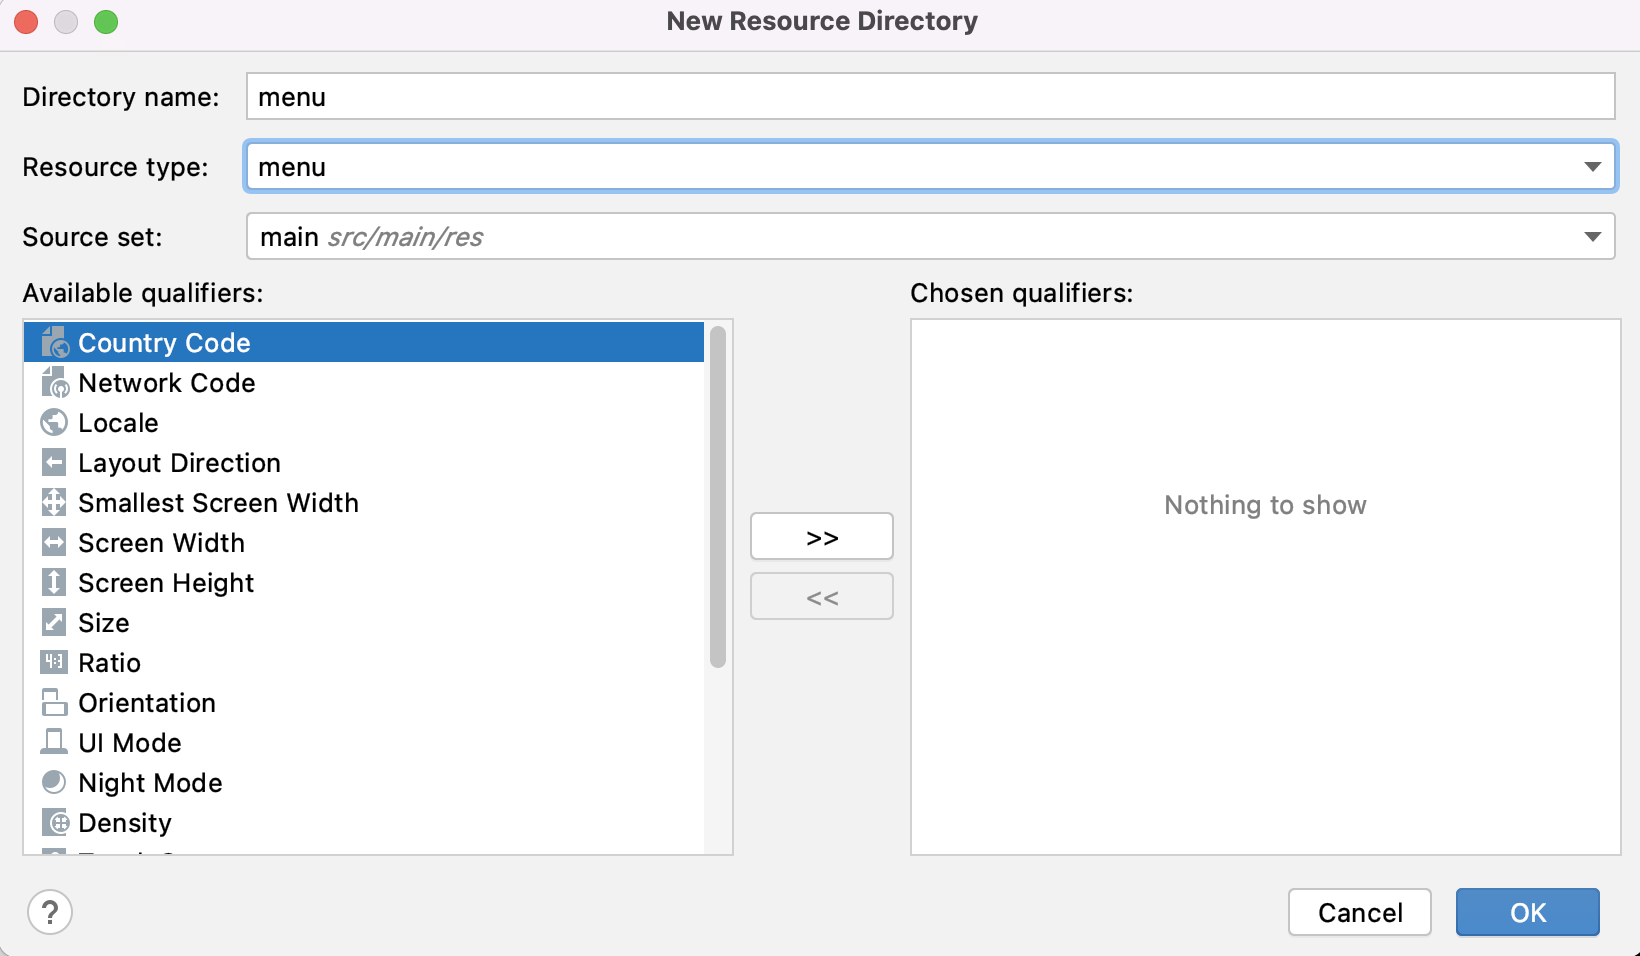 New Resource Directory
Directory name: menu
Resource type: menu
Source set: main src/main/res
Available qualifiers:
Country Code
Network Code
Locale
Layout Direction
Smallest Screen Width
Screen Width
Screen Height
Size
4:3 Ratio
Orientation
UI Mode
Night Mode
Density
>>
<<
Chosen qualifiers:
Nothing to show
?
Cancel
OK